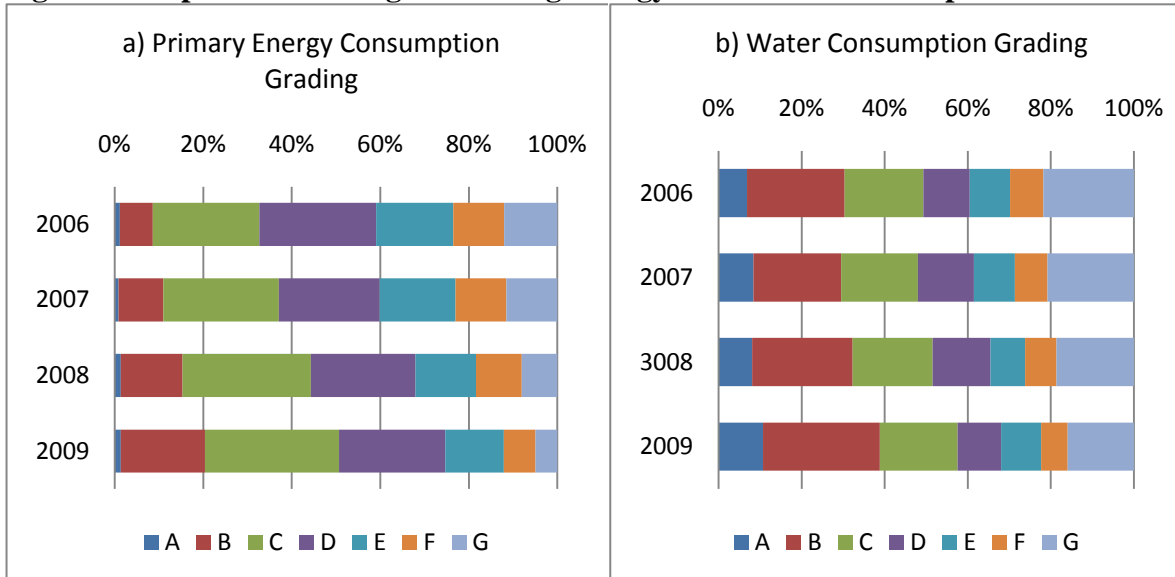 a) Primary Energy Consumption
Grading
0% 20% 40% 60% 80% 100%
2006
2007
2008
2009
A B C D E F G
b) Water Consumption Grading
0% 20% 40% 60% 80% 100%
2006
2007
3008
2009
A B C D E F G